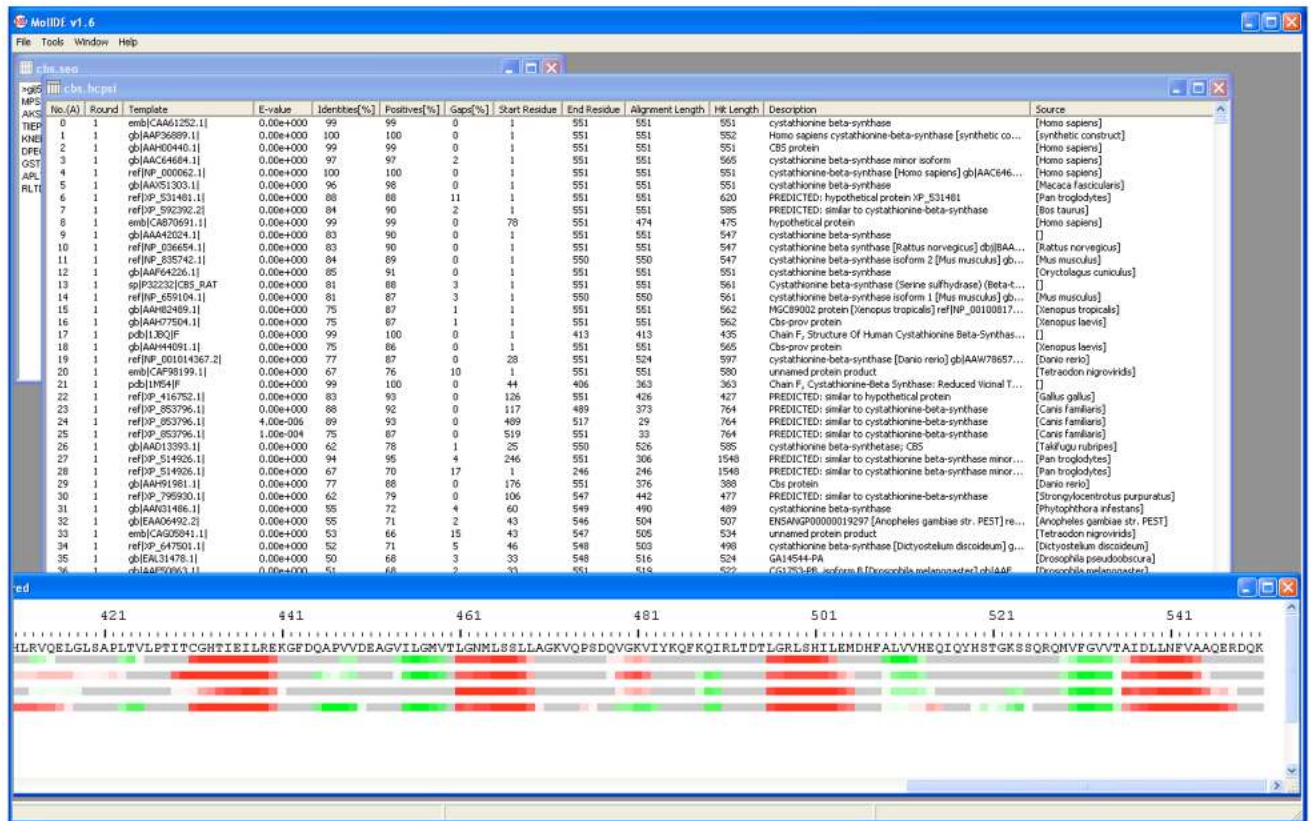 MolIDE v1.6
File Tools Window Help
cbs.seq
cbs.hcpsi
No.(A) Round Template E-value Identities[%] Positives[%] Gaps[%] Start Residue End Residue Alignment Length Hit Length Description Source
0 1 emb|CAA61252.1| 0.00e+000 99 99 0 1 551 551 551 cystathionine beta-synthase [Homo sapiens]
1 1 gb|AAP36889.1| 0.00e+000 100 100 0 1 551 551 552 Homo sapiens cystathionine-beta-synthase [synthetic co... [synthetic construct]
2 1 gb|AAH00440.1| 0.00e+000 99 99 0 1 551 551 551 CBS protein [Homo sapiens]
3 1 gb|AAC64684.1| 0.00e+000 97 97 2 1 551 551 565 cystathionine beta-synthase minor isoform [Homo sapiens]
4 1 ref|NP_000062.1| 0.00e+000 100 100 0 1 551 551 551 cystathionine-beta-synthase [Homo sapiens] gb|AAC646... [Homo sapiens]
5 1 gb|AAX51303.1| 0.00e+000 96 98 0 1 551 551 551 cystathionine beta-synthase [Macaca fascicularis]
6 1 ref|XP_531481.1| 0.00e+000 88 88 11 1 551 551 620 PREDICTED: hypothetical protein XP_531481 [Pan troglodytes]
7 1 ref|XP_592392.2| 0.00e+000 84 90 2 1 551 551 585 PREDICTED: similar to cystathionine-beta-synthase [Bos taurus]
8 1 emb|CAB70691.1| 0.00e+000 99 99 0 78 551 474 475 hypothetical protein [Homo sapiens]
9 1 gb|AAA42024.1| 0.00e+000 83 90 0 1 551 551 547 cystathionine beta-synthase []
10 1 ref|NP_036654.1| 0.00e+000 83 90 0 1 551 551 547 cystathionine beta synthase [Rattus norvegicus] dbj|BAA... [Rattus norvegicus]
11 1 ref|NP_835742.1| 0.00e+000 84 89 0 1 550 550 547 cystathionine beta-synthase isoform 2 [Mus musculus] gb... [Mus musculus]
12 1 gb|AAF64226.1| 0.00e+000 85 91 0 1 551 551 551 cystathionine beta-synthase [Oryctolagus cuniculus]
13 1 sp|P32232|CBS_RAT 0.00e+000 81 88 3 1 551 551 561 Cystathionine beta-synthase (Serine sulfhydrase) (Beta-t... []
14 1 ref|NP_659104.1| 0.00e+000 81 87 3 1 550 550 561 cystathionine beta-synthase isoform 1 [Mus musculus] gb... [Mus musculus]
15 1 gb|AAH82489.1| 0.00e+000 75 87 1 1 551 551 562 MGC89002 protein [Xenopus tropicalis] ref|NP_00100817... [Xenopus tropicalis]
16 1 gb|AAH77504.1| 0.00e+000 75 87 1 1 551 551 562 Cbs-prov protein [Xenopus laevis]
17 1 pdb|1JBQ|F 0.00e+000 99 100 0 1 413 413 435 Chain F, Structure Of Human Cystathionine Beta-Synthas... []
18 1 gb|AAH44091.1| 0.00e+000 75 86 0 1 551 551 565 Cbs-prov protein [Xenopus laevis]
19 1 ref|NP_001014367.2| 0.00e+000 77 87 0 28 551 524 597 cystathionine-beta-synthase [Danio rerio] gb|AAW78657... [Danio rerio]
20 1 emb|CAF98199.1| 0.00e+000 67 76 10 1 551 551 580 unnamed protein product [Tetraodon nigroviridis]
21 1 pdb|1M54|F 0.00e+000 99 100 0 44 406 363 363 Chain F, Cystathionine-Beta Synthase: Reduced Vicinal T... []
22 1 ref|XP_416752.1| 0.00e+000 83 93 0 126 551 426 427 PREDICTED: similar to hypothetical protein [Gallus gallus]
23 1 ref|XP_853796.1| 0.00e+000 88 92 0 117 489 373 764 PREDICTED: similar to cystathionine-beta-synthase [Canis familiaris]
24 1 ref|XP_853796.1| 4.00e-006 89 93 0 489 517 29 764 PREDICTED: similar to cystathionine-beta-synthase [Canis familiaris]
25 1 ref|XP_853796.1| 1.00e-004 75 87 0 519 551 33 764 PREDICTED: similar to cystathionine-beta-synthase [Canis familiaris]
26 1 gb|AAD13393.1| 0.00e+000 62 78 1 25 550 526 585 cystathionine beta-synthetase; CBS [Takifugu rubripes]
27 1 ref|XP_514926.1| 0.00e+000 94 95 4 246 551 306 1548 PREDICTED: similar to cystathionine beta-synthase minor... [Pan troglodytes]
28 1 ref|XP_514926.1| 0.00e+000 67 70 17 1 246 246 1548 PREDICTED: similar to cystathionine beta-synthase minor... [Pan troglodytes]
29 1 gb|AAH91981.1| 0.00e+000 77 88 0 176 551 376 388 Cbs protein [Danio rerio]
30 1 ref|XP_795930.1| 0.00e+000 62 79 0 106 547 442 477 PREDICTED: similar to cystathionine-beta-synthase [Strongylocentrotus purpuratus]
31 1 gb|AAN31486.1| 0.00e+000 55 72 4 60 549 490 489 cystathionine beta-synthase [Phytophthora infestans]
32 1 gb|EAA06492.2| 0.00e+000 55 71 2 43 546 504 507 ENSANGP00000019297 [Anopheles gambiae str. PEST] re... [Anopheles gambiae str. PEST]
33 1 emb|CAG05841.1| 0.00e+000 53 66 15 43 547 505 534 unnamed protein product [Tetraodon nigroviridis]
34 1 ref|XP_647501.1| 0.00e+000 52 71 5 46 548 503 498 cystathionine beta-synthase [Dictyostelium discoideum] g... [Dictyostelium discoideum]
35 1 gb|EAL31478.1| 0.00e+000 50 68 3 33 548 516 524 GA14544-PA [Drosophila pseudoobscura]
36 1 gb|AAF50863.1| 0.00e+000 51 68 2 33 551 519 522 CG1753-PB, isoform B [Drosophila melanogaster] gb|AAF... [Drosophila melanogaster]
red
421 441 461 481 501 521 541
HLRVQELGLSAPLTVLPTITCGHTIEILREKGFDQAPVVDEAGVILGMVTLGNMLSSLLAGKVQPSDQVGKVIYKQFKQIRLTDTLGRLSHILEMDHFALVVHEQIQYHSTGKSSQRQMVFGVVTAIDLLNFVAAQERDQK